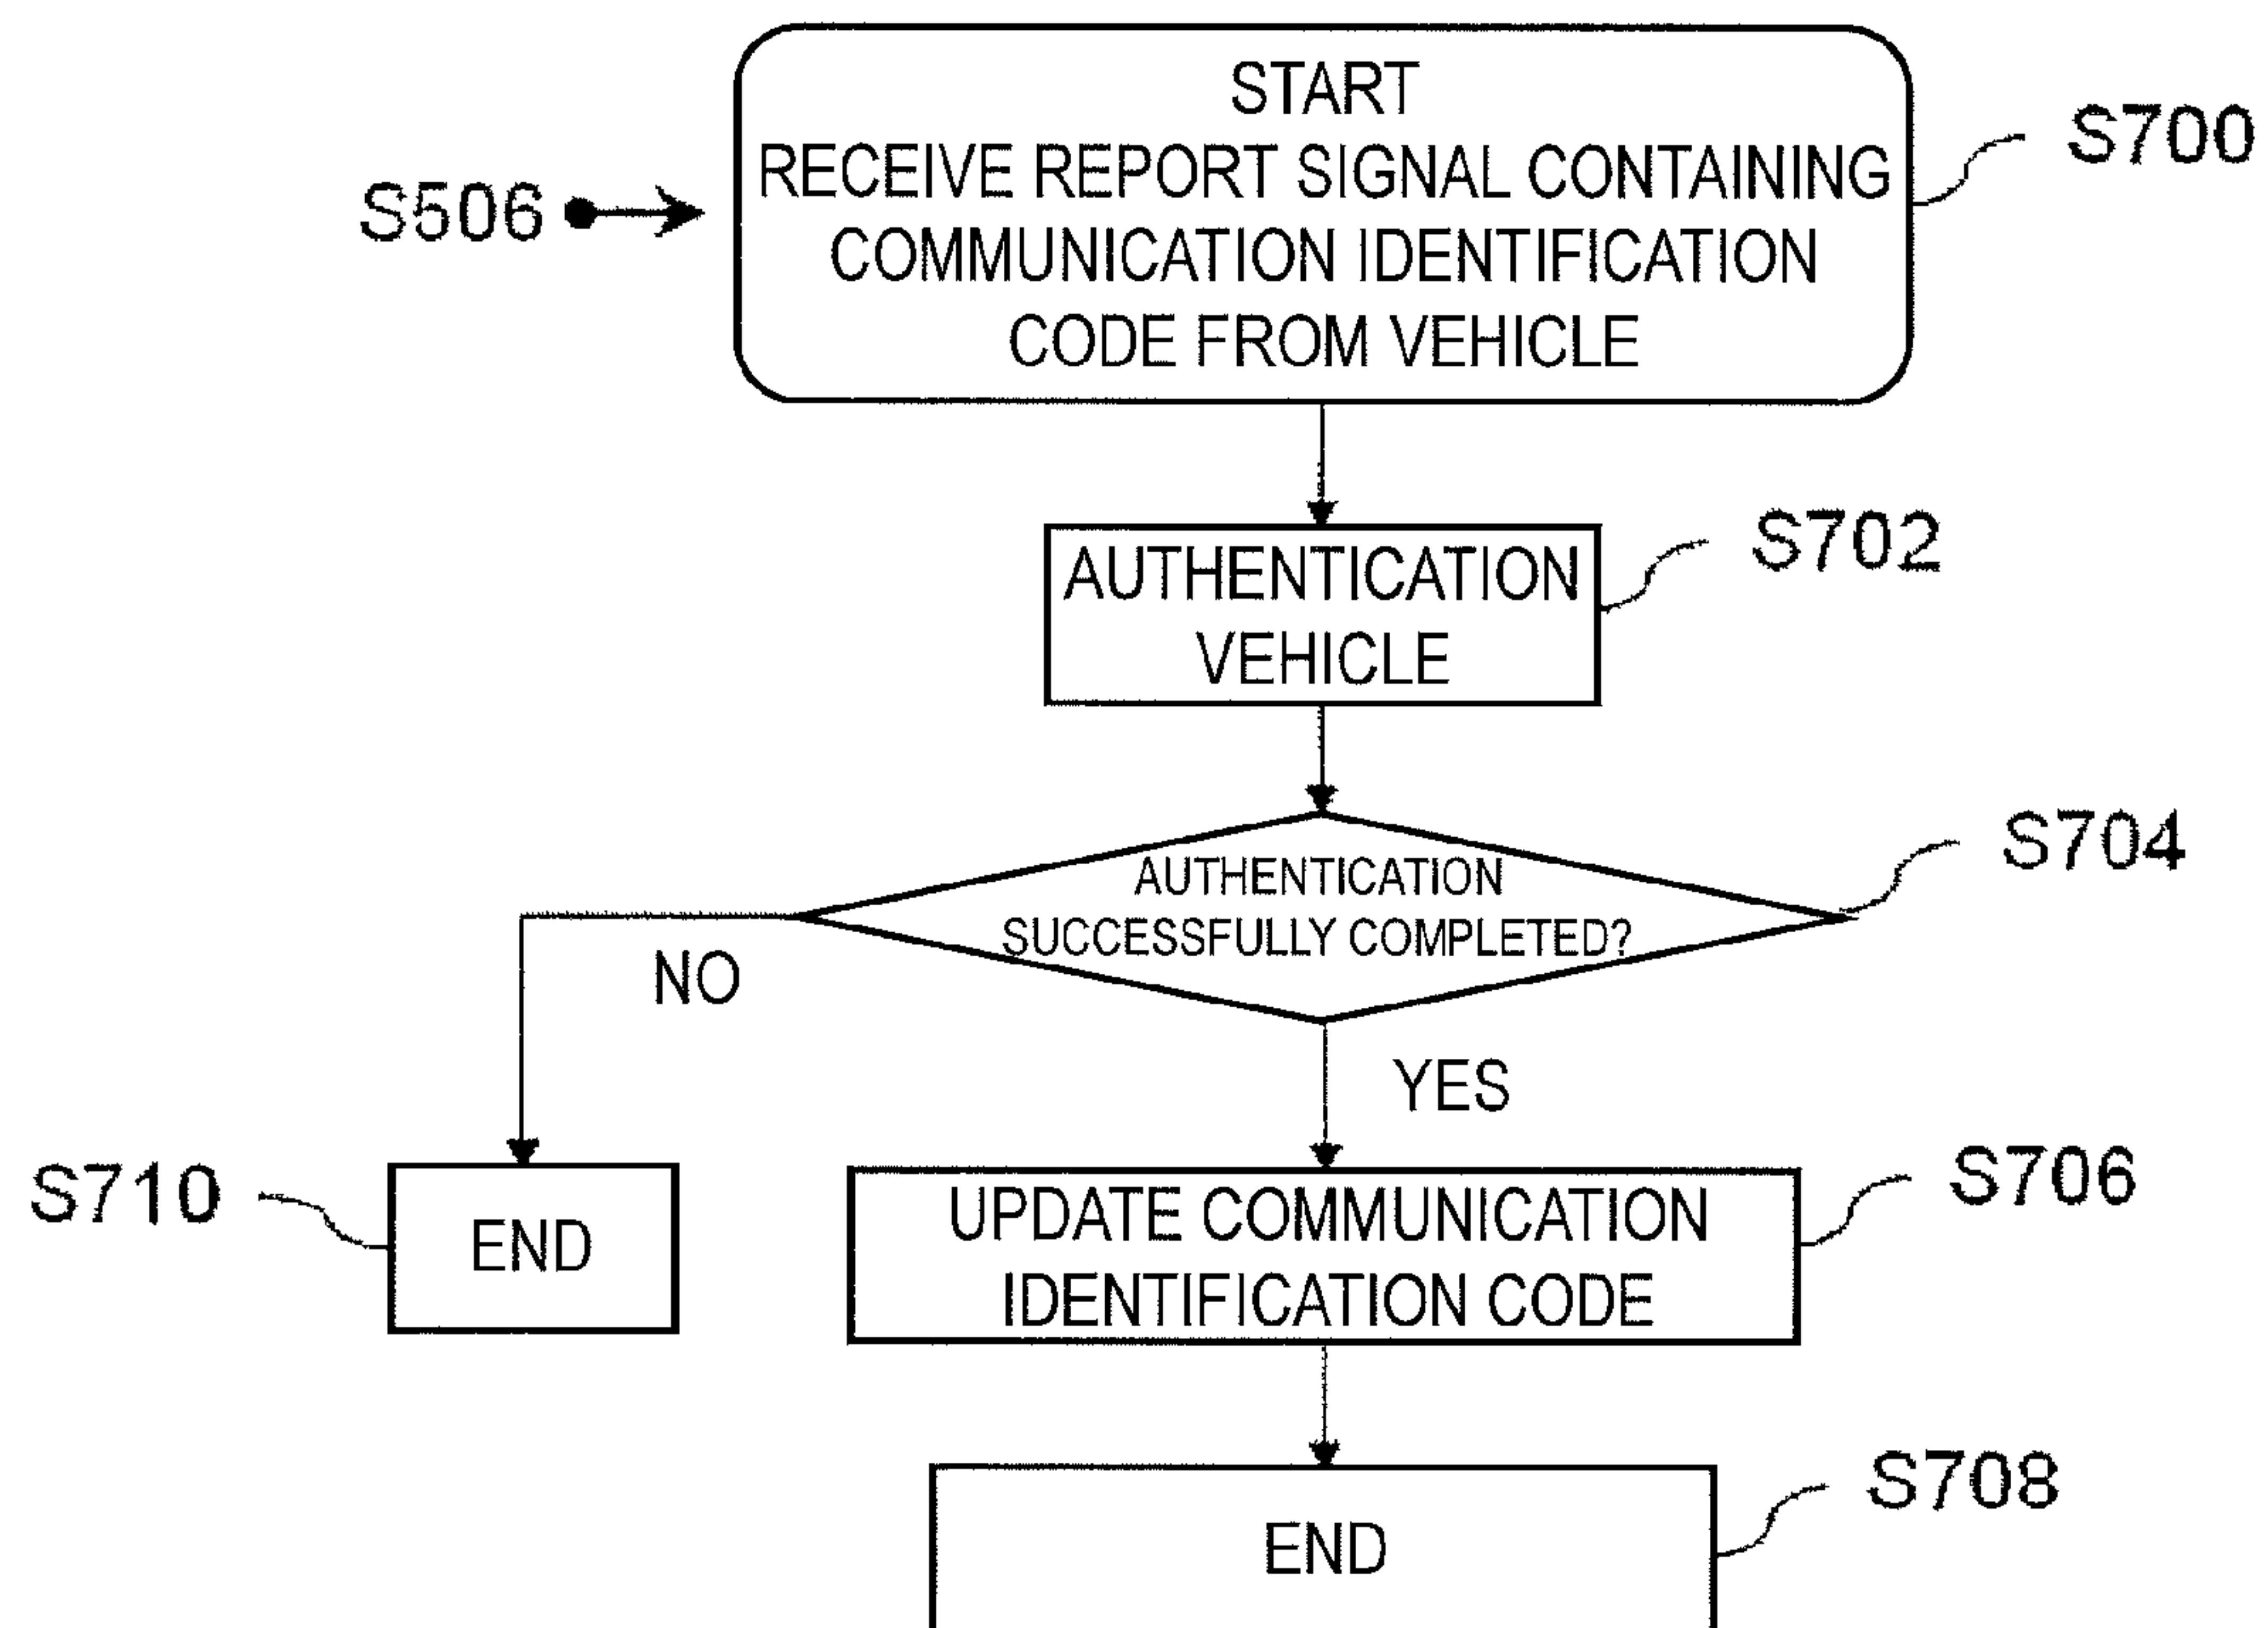 START
RECEIVE REPORT SIGNAL CONTAINING
COMMUNICATION IDENTIFICATION
CODE FROM VEHICLE
S700
S506
AUTHENTICATION
VEHICLE
S702
AUTHENTICATION
SUCCESSFULLY COMPLETED?
S704
NO
YES
S710
END
UPDATE COMMUNICATION
IDENTIFICATION CODE
S706
END
S708